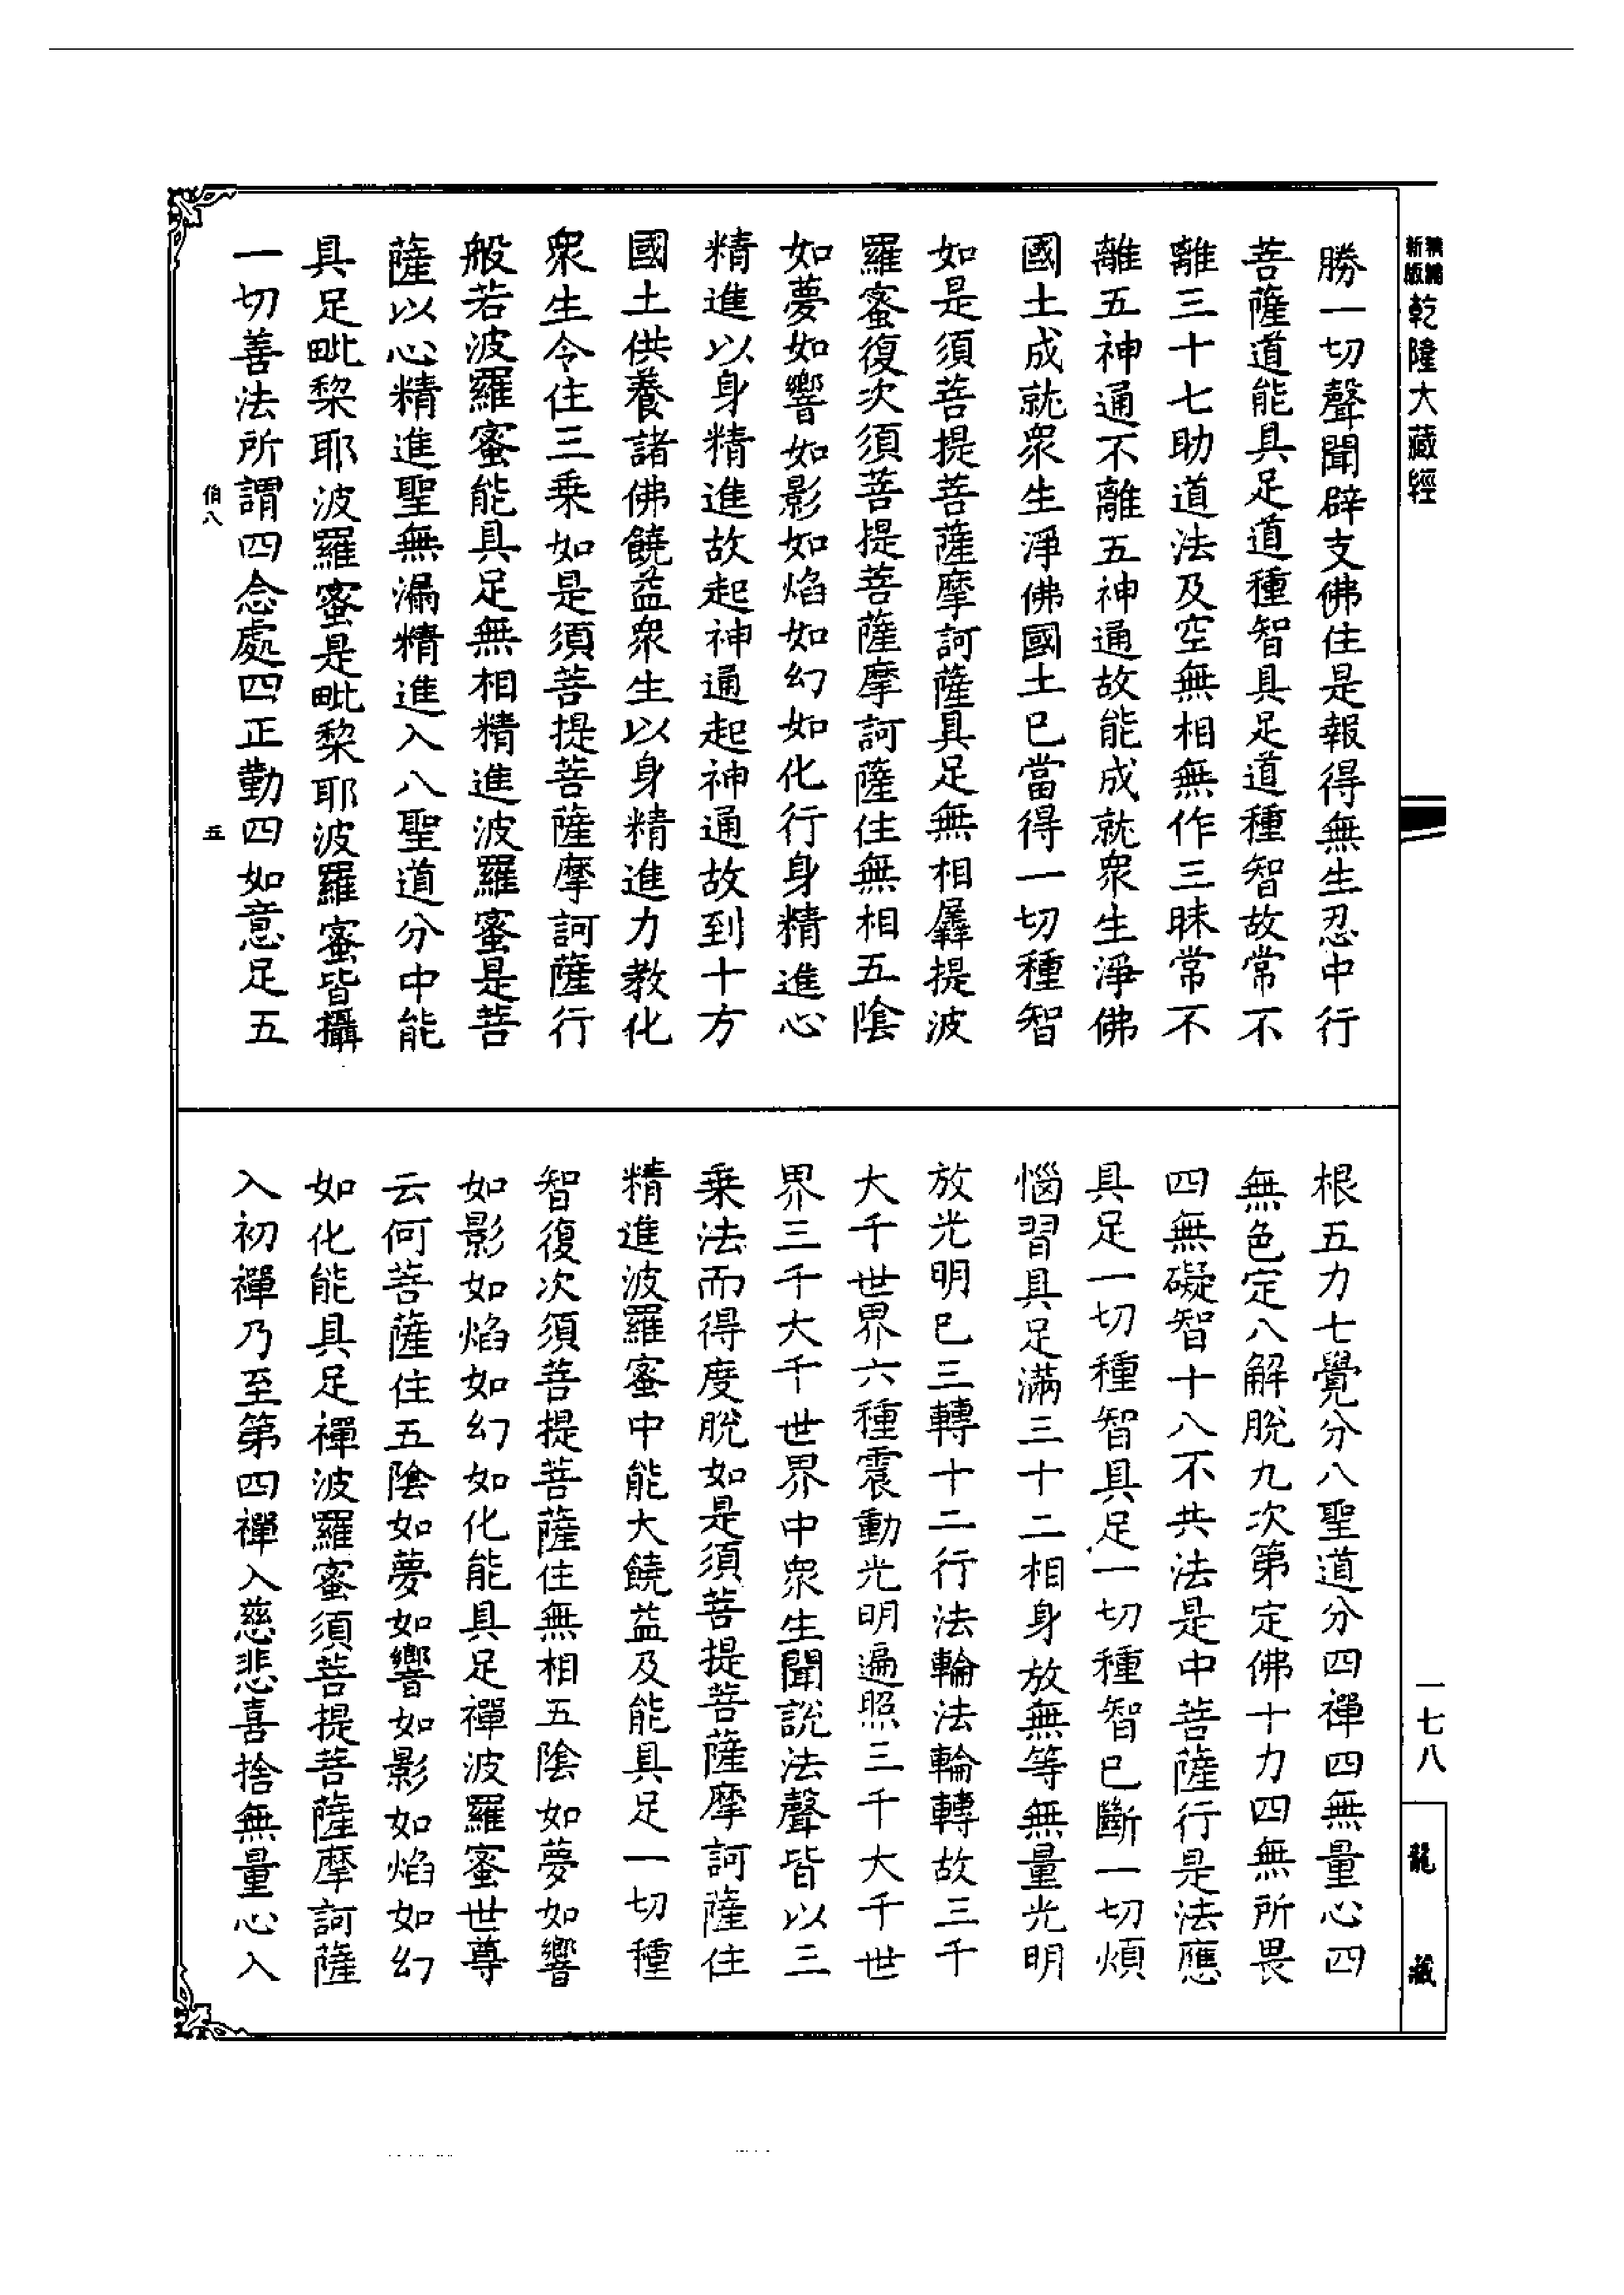 新版精編乾隆大藏經
勝一切聲聞辟支佛住是報得無生忍中行
菩薩道能具足道種智具足道種智故常不
離三十七助道法及空無相無作三昧常不
離五神通不離五神通故能成就衆生淨佛
國土成就衆生淨佛國土已當得一切種智
如是須菩提菩薩摩訶薩具足無相羼提波
羅蜜復次須菩提菩薩摩訶薩住無相五陰
如夢如響如影如焰如幻如化行身精進心
精進以身精進故起神通起神通故到十方
國土供養諸佛饒益衆生以身精進力教化
衆生令住三乘如是須菩提菩薩摩訶薩行
般若波羅蜜能具足無相精進波羅蜜是菩
薩以心精進聖無漏精進入八聖道分中能
具足毗棃耶波羅蜜是毗棃耶波羅蜜皆攝
一切善法所謂四念處四正勤四如意足五
伯八
五
根五力七覺分八聖道分四禪四無量心四
無色定八解脫九次第定佛十力四無所畏
四無礙智十八不共法是中菩薩行是法應
具足一切種智具足一切種智已斷一切煩
惱習具足滿三十二相身放無等無量光明
放光明已三轉十二行法輪法輪轉故三千
大千世界六種震動光明遍照三千大千世
界三千大千世界中衆生聞說法聲皆以三
乘法而得度脫如是須菩提菩薩摩訶薩住
精進波羅蜜中能大饒益及能具足一切種
智復次須菩提菩薩住無相五陰如夢如響
如影如焰如幻如化能具足禪波羅蜜世尊
云何菩薩住五陰如夢如響如影如焰如幻
如化能具足禪波羅蜜須菩提菩薩摩訶薩
入初禪乃至第四禪入慈悲喜捨無量心入
一七八
龍藏